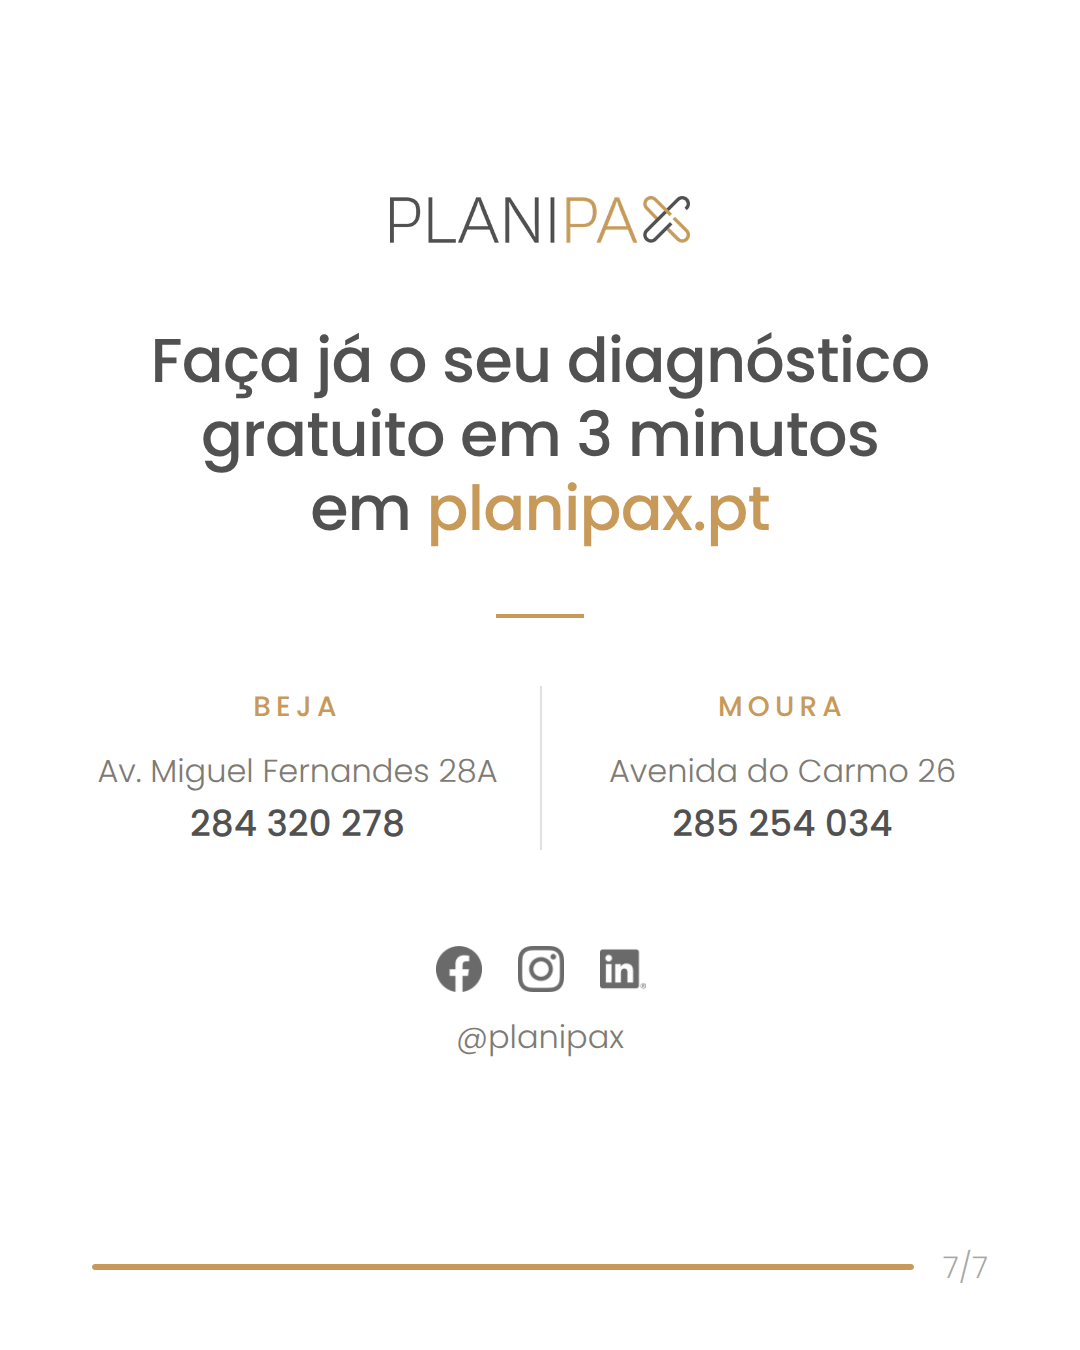 PLANIPAX
Faça já o seu diagnóstico
gratuito em 3 minutos
em planipax.pt
BEJA
Av. Miguel Fernandes 28A
284 320 278
MOURA
Avenida do Carmo 26
285 254 034
in
@planipax
7/7